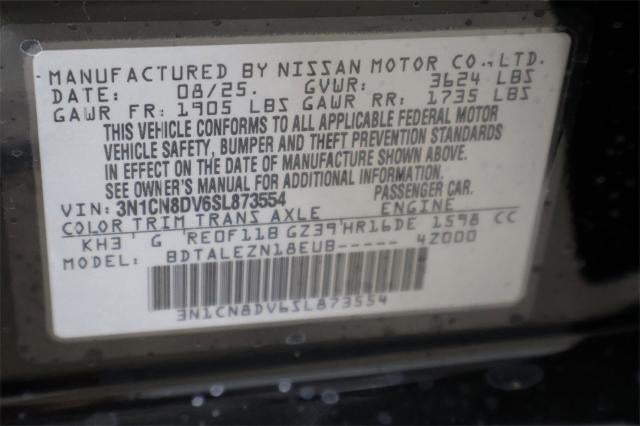 MANUFACTURED BY NISSAN MOTOR CO., LTD.
DATE: 08/25. GVWR: 3624 LBS
GAWR FR: 1905 LBS GAWR RR: 1735 LBS
THIS VEHICLE CONFORMS TO ALL APPLICABLE FEDERAL MOTOR
VEHICLE SAFETY, BUMPER AND THEFT PREVENTION STANDARDS
IN EFFECT ON THE DATE OF MANUFACTURE SHOWN ABOVE.
SEE OWNER'S MANUAL FOR ADDITIONAL INFORMATION.
VIN: 3N1CN8DV6SL873554 PASSENGER CAR.
COLOR TRIM TRANS AXLE ENGINE
KH3 G RE0F11B GZ39 HR16DE 1598 CC
MODEL: BDTALEZN18EUB----- 4Z000
3N1CN8DV6SL873554